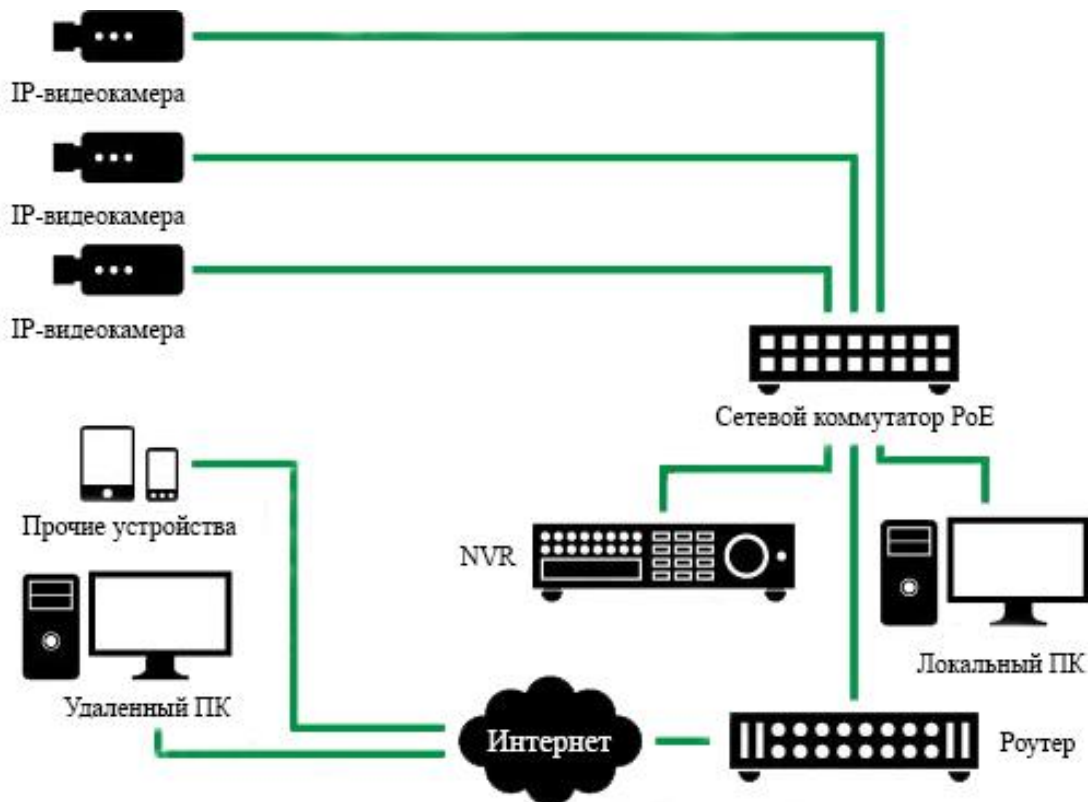 IP-видеокамера
IP-видеокамера
IP-видеокамера
Сетевой коммутатор PoE
Прочие устройства
NVR
Локальный ПК
Удаленный ПК
Интернет
Роутер